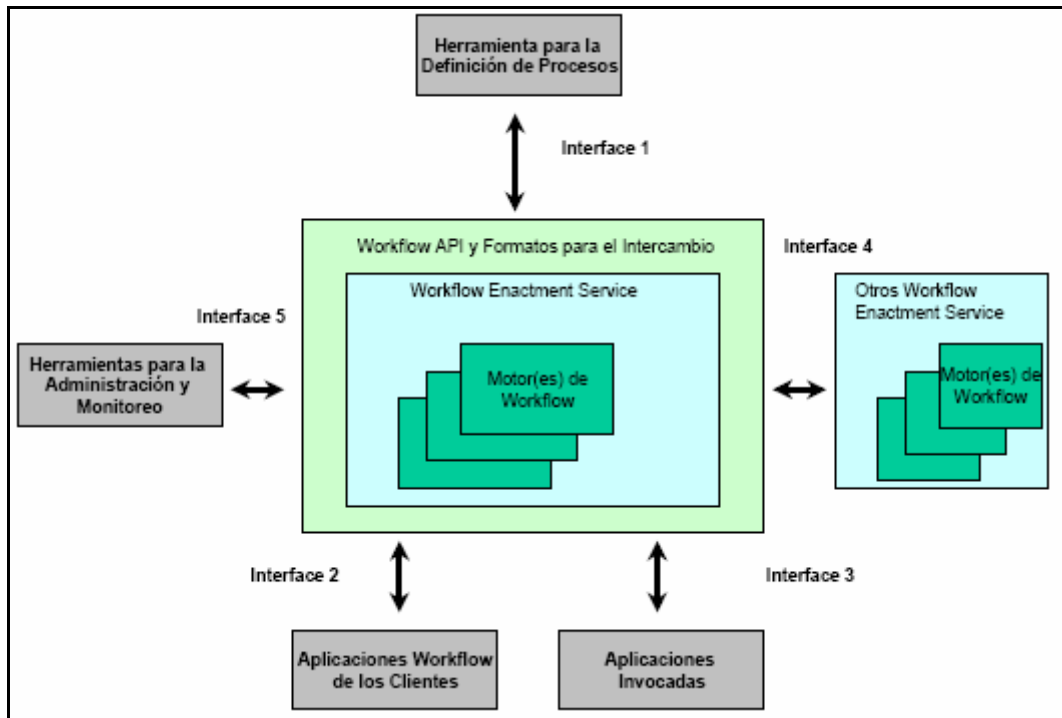 Herramienta para la
Definición de Procesos
Interface 1
Workflow API y Formatos para el Intercambio
Interface 4
Workflow Enactment Service
Otros Workflow
Enactment Service
Interface 5
Herramientas para la
Administración y
Monitoreo
Motor(es) de
Workflow
Motor(es) de
Workflow
Interface 2
Interface 3
Aplicaciones Workflow
de los Clientes
Aplicaciones
Invocadas